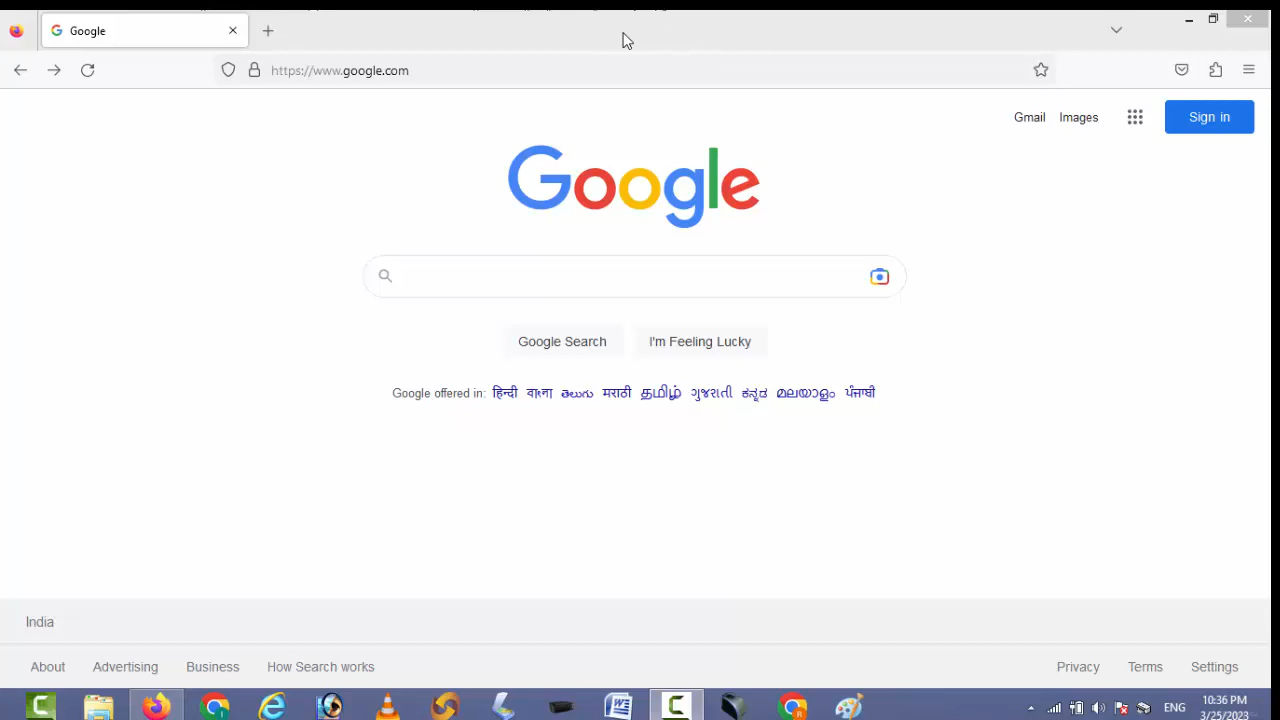 Google
https://www.google.com
Gmail Images Sign in
Google
Google Search I'm Feeling Lucky
Google offered in: हिन्दी বাংলা తెలుగు मराठी தமிழ் ગુજરાતી ಕನ್ನಡ മലയാളം ਪੰਜਾਬੀ
India
About Advertising Business How Search works Privacy Terms Settings
ENG
10:36 PM
3/25/2023